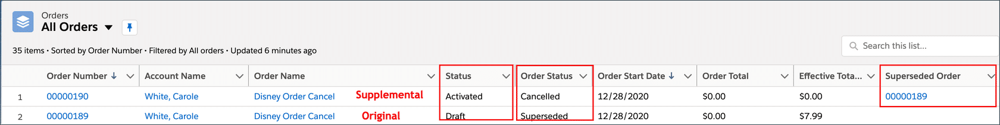 Orders
All Orders
35 items • Sorted by Order Number • Filtered by All orders • Updated 6 minutes ago
Search this list...
Order Number Account Name Order Name Status Order Status Order Start Date Order Total Effective Tota... Superseded Order
1 00000190 White, Carole Disney Order Cancel Supplemental Activated Cancelled 12/28/2020 $0.00 $0.00 00000189
2 00000189 White, Carole Disney Order Cancel Original Draft Superseded 12/28/2020 $0.00 $7.99